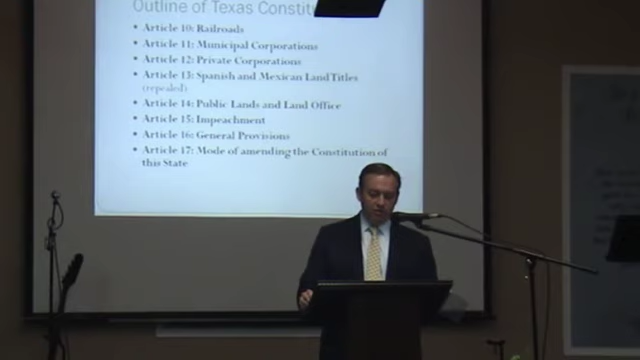 Outline of Texas Constitu
• Article 10: Railroads
• Article 11: Municipal Corporations
• Article 12: Private Corporations
• Article 13: Spanish and Mexican Land Titles
(repealed)
• Article 14: Public Lands and Land Office
• Article 15: Impeachment
• Article 16: General Provisions
• Article 17: Mode of amending the Constitution of
this State